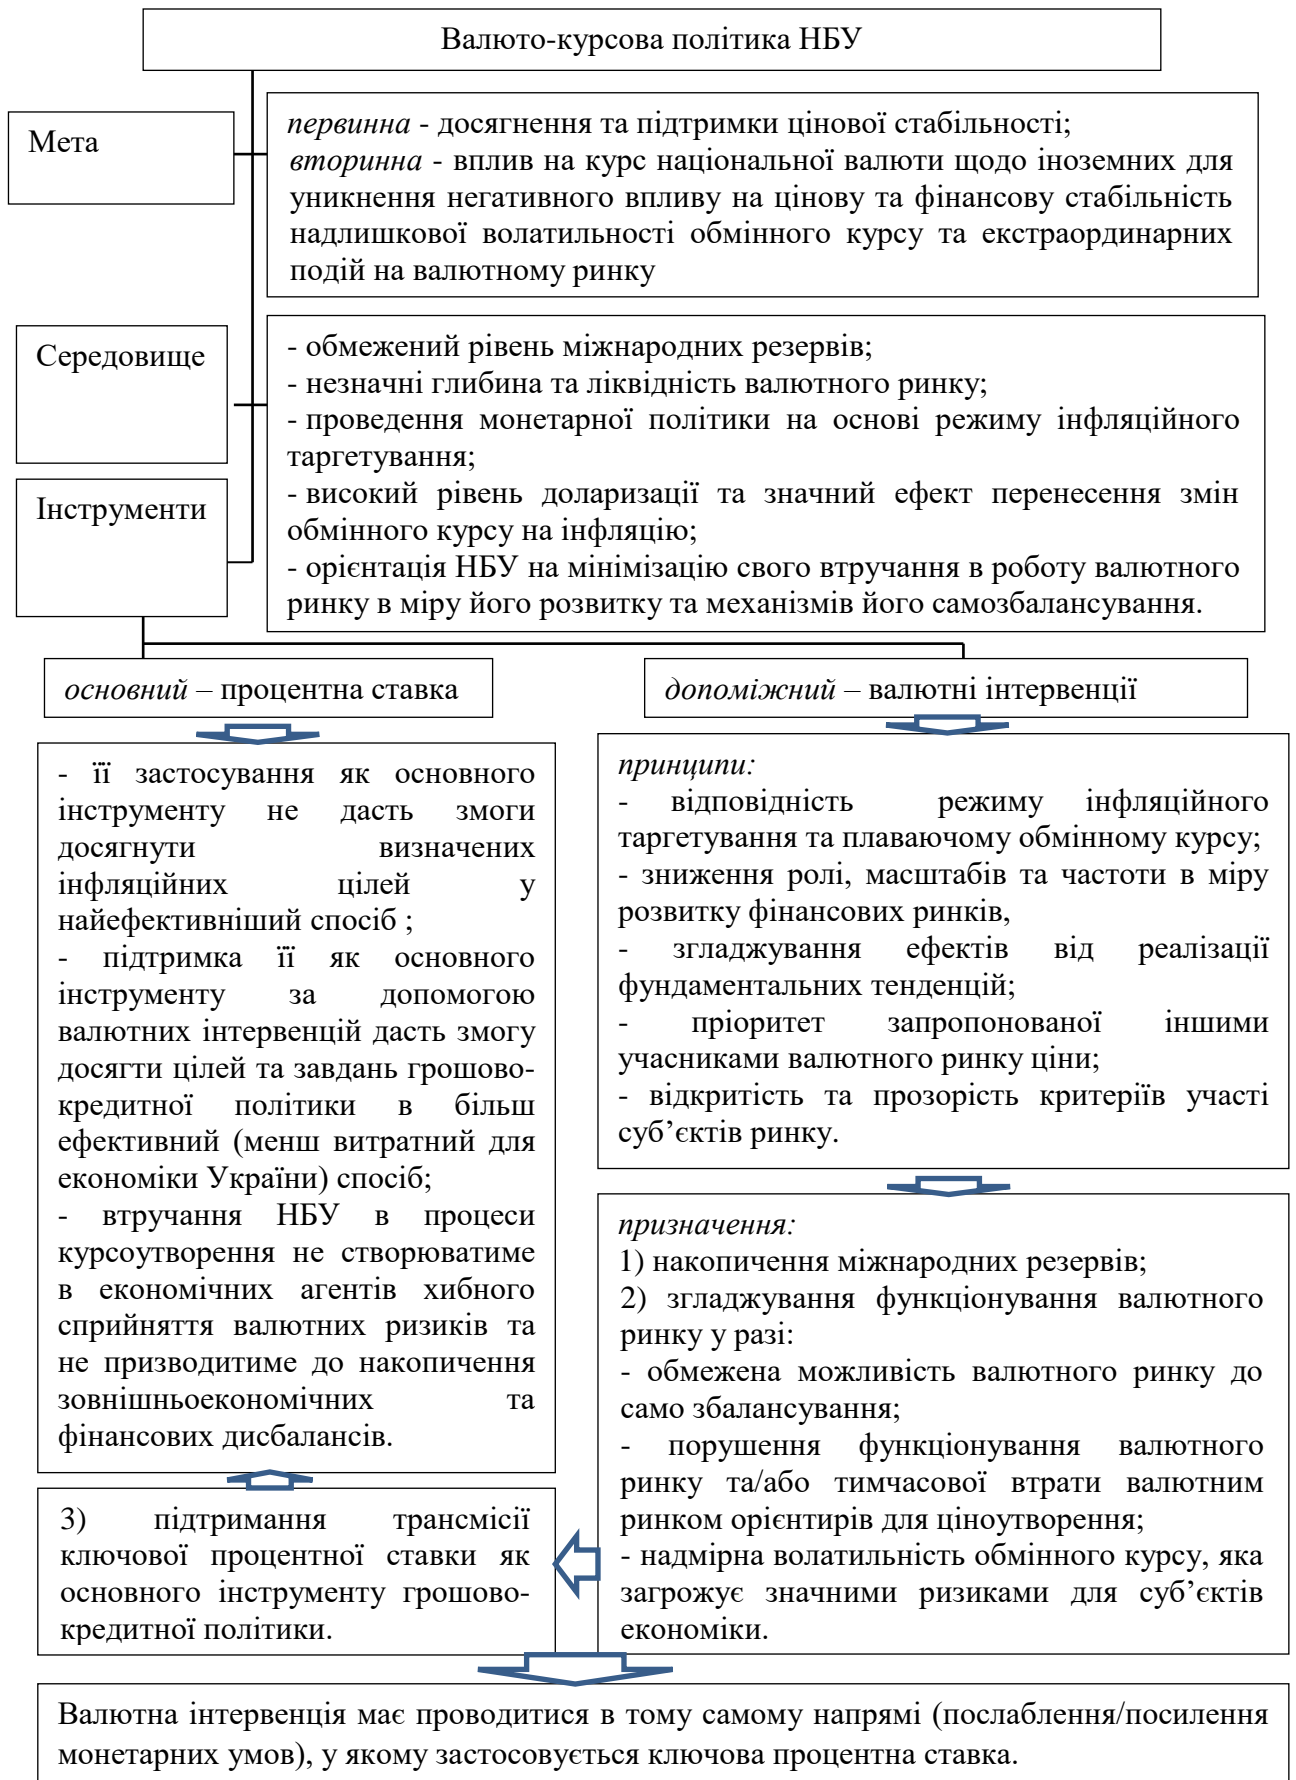 Валюто-курсова політика НБУ
Мета
первинна - досягнення та підтримки цінової стабільності;
вторинна - вплив на курс національної валюти щодо іноземних для
уникнення негативного впливу на цінову та фінансову стабільність
надлишкової волатильності обмінного курсу та екстраординарних
подій на валютному ринку
Середовище
- обмежений рівень міжнародних резервів;
- незначні глибина та ліквідність валютного ринку;
- проведення монетарної політики на основі режиму інфляційного
таргетування;
- високий рівень доларизації та значний ефект перенесення змін
обмінного курсу на інфляцію;
- орієнтація НБУ на мінімізацію свого втручання в роботу валютного
ринку в міру його розвитку та механізмів його самозбалансування.
Інструменти
основний – процентна ставка
- її застосування як основного
інструменту не дасть змоги
досягнути визначених
інфляційних цілей у
найефективніший спосіб ;
- підтримка її як основного
інструменту за допомогою
валютних інтервенцій дасть змогу
досягти цілей та завдань грошово-
кредитної політики в більш
ефективний (менш витратний для
економіки України) спосіб;
- втручання НБУ в процеси
курсоутворення не створюватиме
в економічних агентів хибного
сприйняття валютних ризиків та
не призводитиме до накопичення
зовнішньоекономічних та
фінансових дисбалансів.
допоміжний – валютні інтервенції
принципи:
- відповідність режиму інфляційного
таргетування та плаваючому обмінному курсу;
- зниження ролі, масштабів та частоти в міру
розвитку фінансових ринків,
- згладжування ефектів від реалізації
фундаментальних тенденцій;
- пріоритет запропонованої іншими
учасниками валютного ринку ціни;
- відкритість та прозорість критеріїв участі
суб’єктів ринку.
призначення:
1) накопичення міжнародних резервів;
2) згладжування функціонування валютного
ринку у разі:
- обмежена можливість валютного ринку до
само збалансування;
- порушення функціонування валютного
ринку та/або тимчасової втрати валютним
ринком орієнтирів для ціноутворення;
- надмірна волатильність обмінного курсу, яка
загрожує значними ризиками для суб’єктів
економіки.
3) підтримання трансмісії
ключової процентної ставки як
основного інструменту грошово-
кредитної політики.
Валютна інтервенція має проводитися в тому самому напрямі (послаблення/посилення
монетарних умов), у якому застосовується ключова процентна ставка.